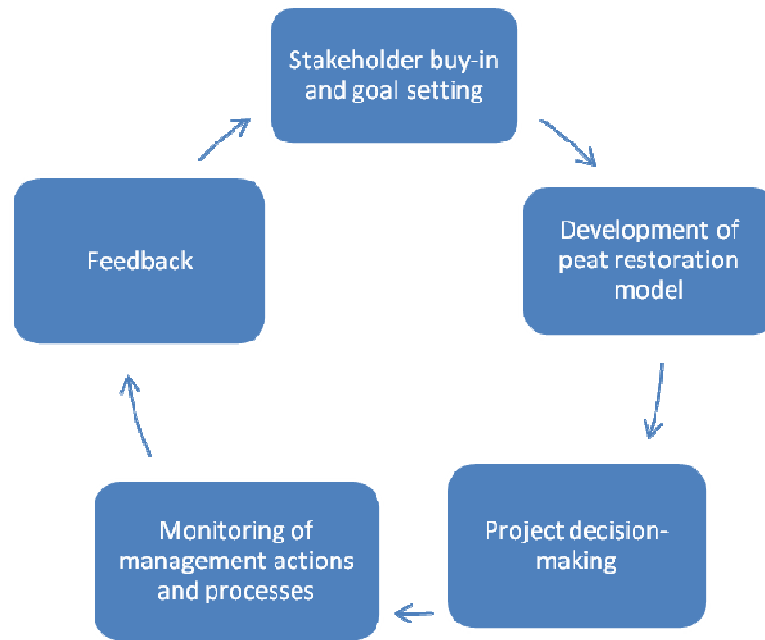 Stakeholder buy-in
and goal setting
Development of
peat restoration
model
Project decision-
making
Monitoring of
management actions
and processes
Feedback